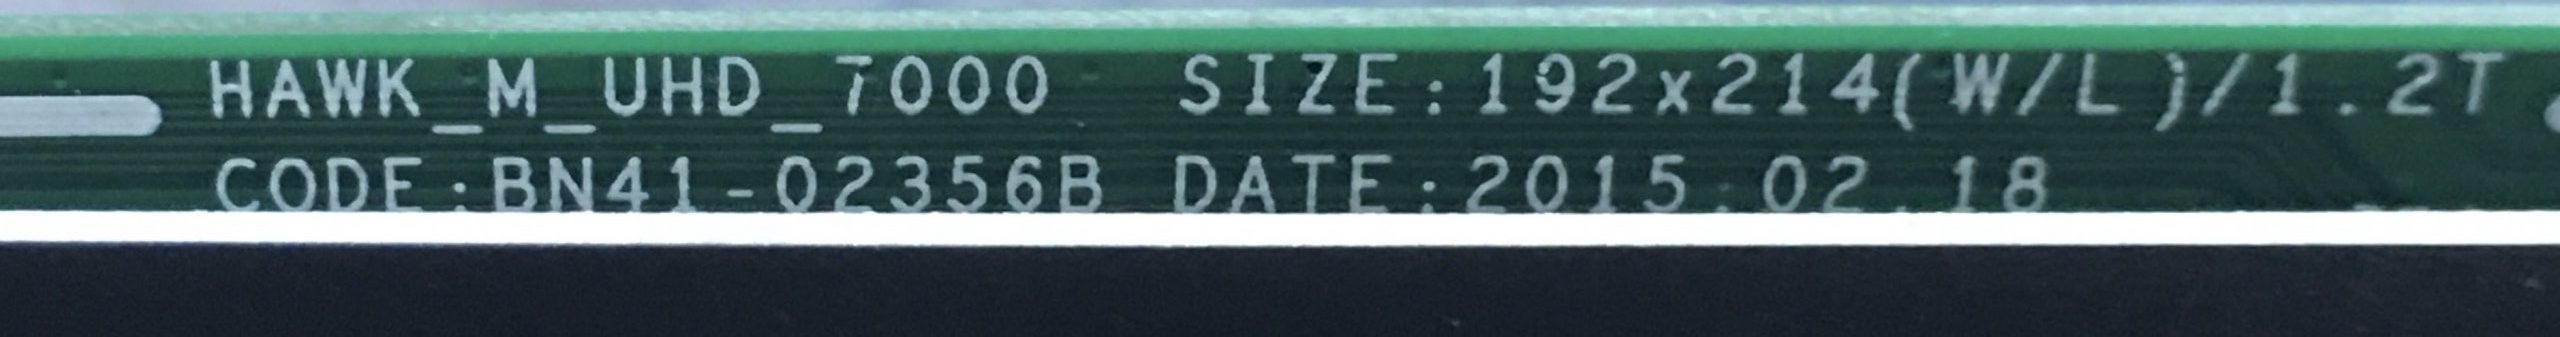 HAWK_M_UHD_7000 SIZE:192x214(W/L)/1.2T
CODE:BN41-02356B DATE:2015.02.18